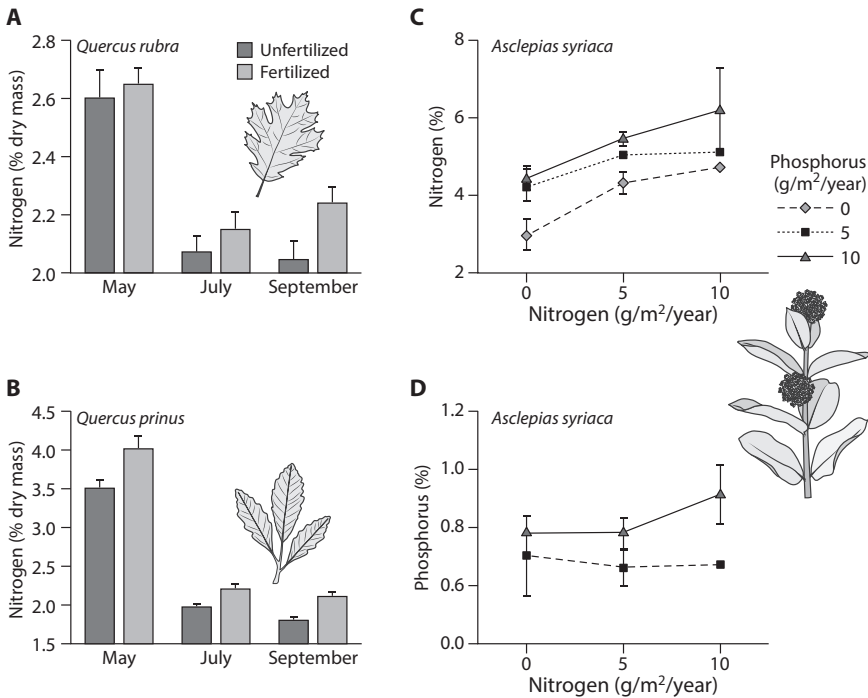 A
Quercus rubra
Unfertilized
Fertilized
Nitrogen (% dry mass)
2.8
2.6
2.4
2.2
2.0
May July September
B
Quercus prinus
Nitrogen (% dry mass)
4.5
4.0
3.5
3.0
2.5
2.0
1.5
May July September
C
Asclepias syriaca
Nitrogen (%)
8
6
4
2
0 5 10
Nitrogen (g/m²/year)
Phosphorus
(g/m²/year)
0
5
10
D
Asclepias syriaca
Phosphorus (%)
1.2
1.0
0.8
0.6
0.0
0 5 10
Nitrogen (g/m²/year)